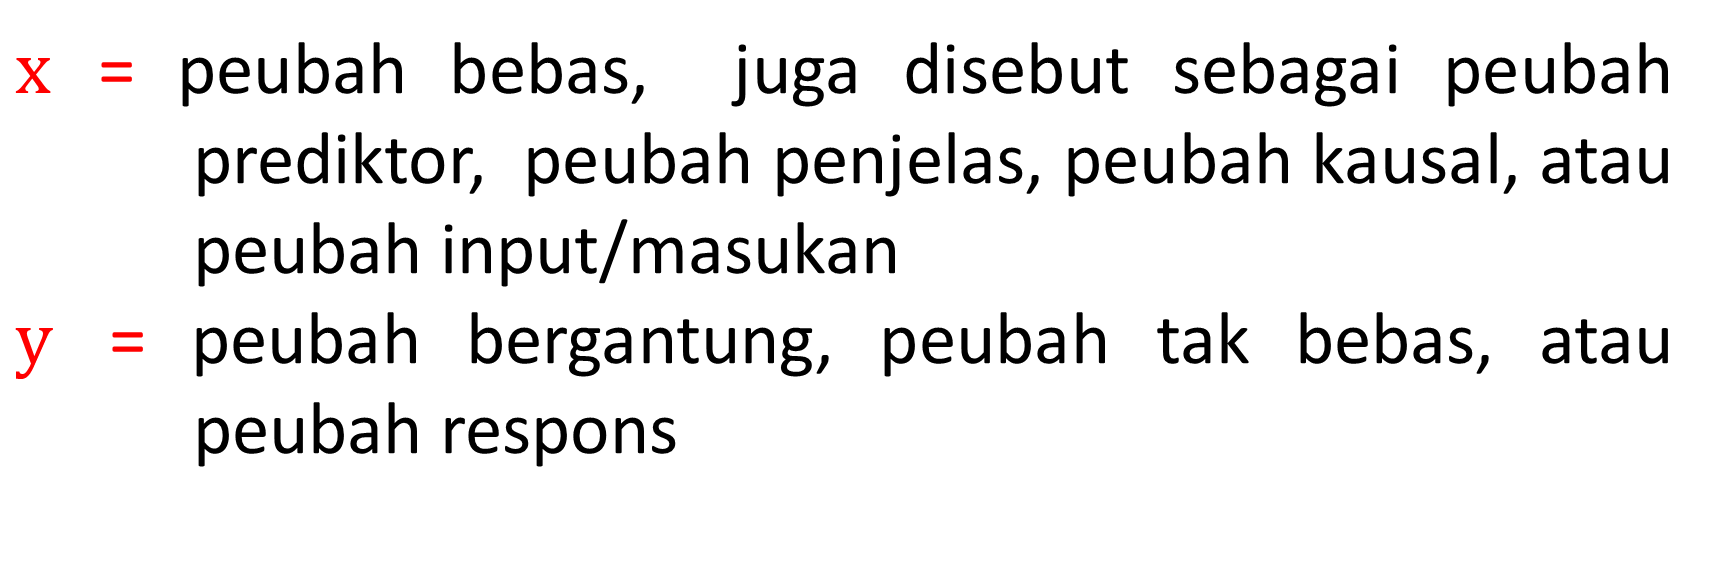 x = peubah bebas, juga disebut sebagai peubah
prediktor, peubah penjelas, peubah kausal, atau
peubah input/masukan
y = peubah bergantung, peubah tak bebas, atau
peubah respons